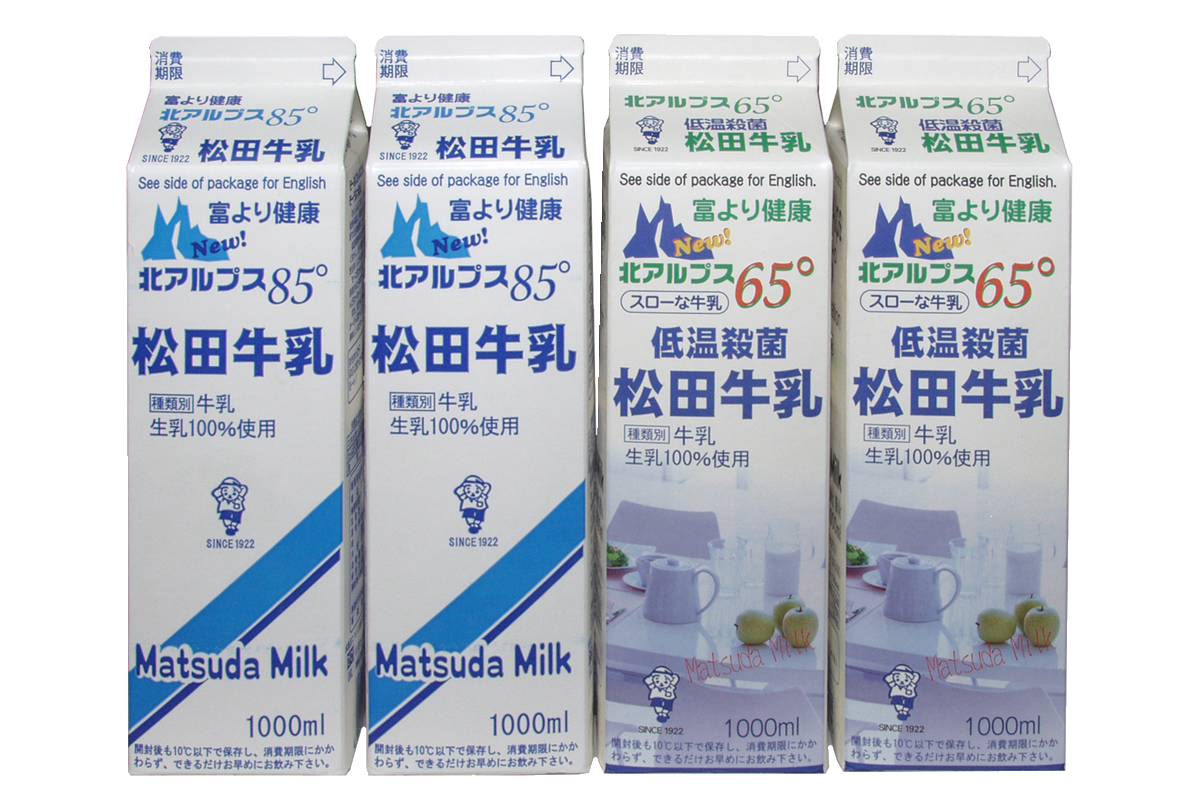 消費
期限
富より健康
北アルプス85°
SINCE 1922
松田牛乳
See side of package for English
富より健康
New!
北アルプス85°
松田牛乳
種類別 牛乳
生乳100%使用
SINCE 1922
Matsuda Milk
1000ml
開封後も10℃以下で保存し、消費期限にかか
わらず、できるだけお早めにお飲み下さい。
消費
期限
富より健康
北アルプス85°
SINCE 1922
松田牛乳
See side of package for English
富より健康
New!
北アルプス85°
松田牛乳
種類別 牛乳
生乳100%使用
SINCE 1922
Matsuda Milk
1000ml
開封後も10℃以下で保存し、消費期限にかか
わらず、できるだけお早めにお飲み下さい。
消費
期限
北アルプス65°
低温殺菌
SINCE 1922
松田牛乳
See side of package for English.
富より健康
New!
北アルプス65°
スローな牛乳
低温殺菌
松田牛乳
種類別 牛乳
生乳100%使用
Matsuda Milk
SINCE 1922
1000ml
開封後も10℃以下で保存し、消費期限にかか
わらず、できるだけお早めにお飲み下さい。
消費
期限
北アルプス65°
低温殺菌
SINCE 1922
松田牛乳
See side of package for English.
富より健康
New!
北アルプス65°
スローな牛乳
低温殺菌
松田牛乳
種類別 牛乳
生乳100%使用
Matsuda Milk
SINCE 1922
1000ml
開封後も10℃以下で保存し、消費期限にかか
わらず、できるだけお早めにお飲み下さい。